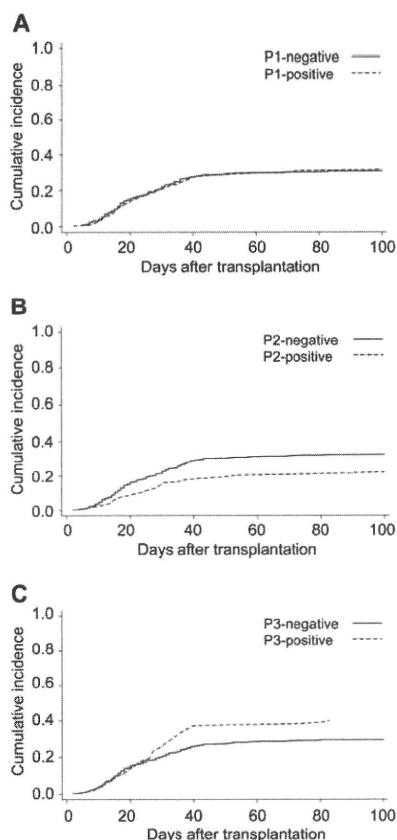 A
1.0
0.8
0.6
0.4
0.2
0.0
Cumulative incidence
P1-negative
P1-positive
0 20 40 60 80 100
Days after transplantation
B
1.0
0.8
0.6
0.4
0.2
0.0
Cumulative incidence
P2-negative
P2-positive
0 20 40 60 80 100
Days after transplantation
C
1.0
0.8
0.6
0.4
0.2
0.0
Cumulative incidence
P3-negative
P3-positive
0 20 40 60 80 100
Days after transplantation